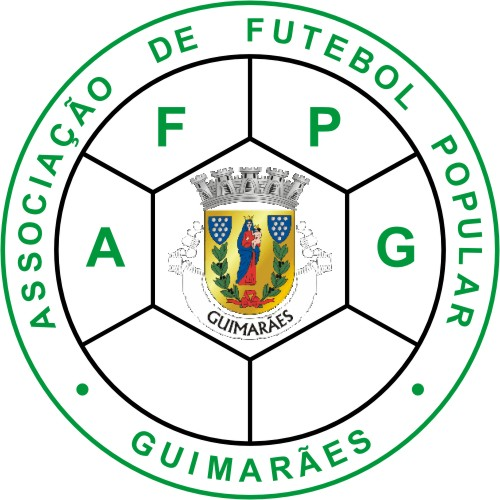 ASSOCIAÇÃO DE FUTEBOL POPULAR
F P
A G
GUIMARÃES
• GUIMARÃES •